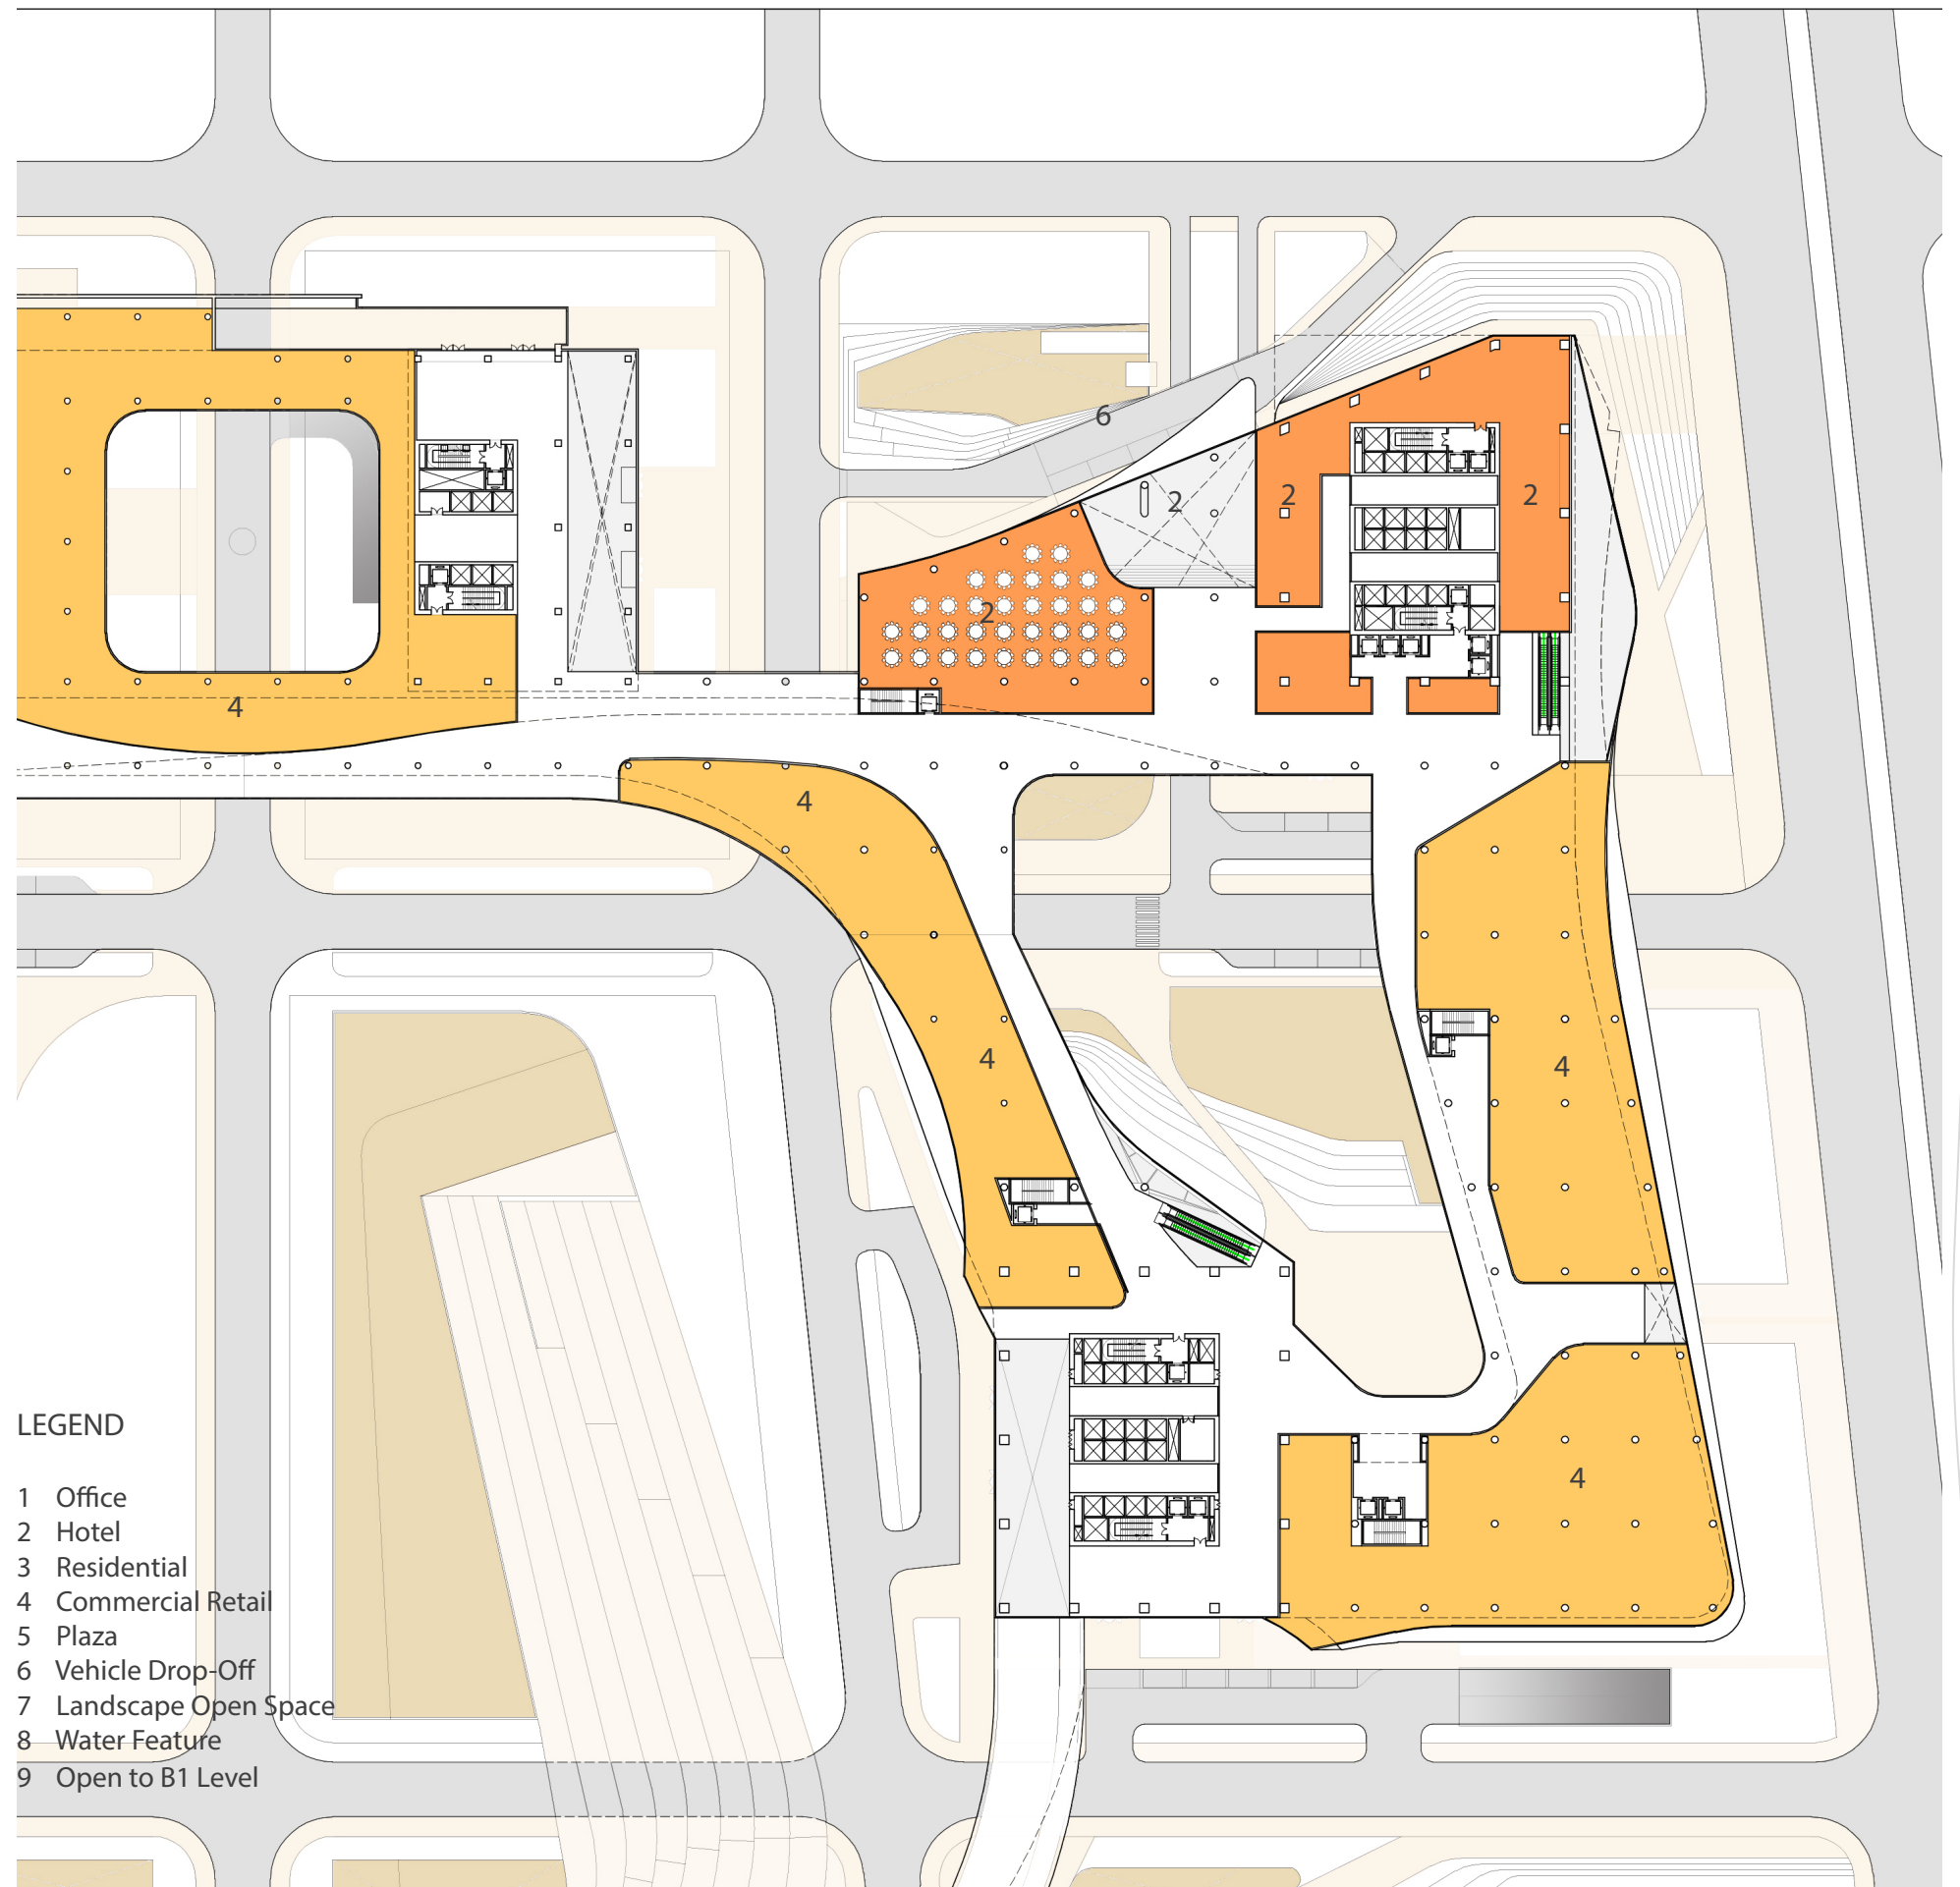 6
2
2
2
2
4
4
4
4
4
LEGEND
1 Office
2 Hotel
3 Residential
4 Commercial Retail
5 Plaza
6 Vehicle Drop-Off
7 Landscape Open Space
8 Water Feature
9 Open to B1 Level